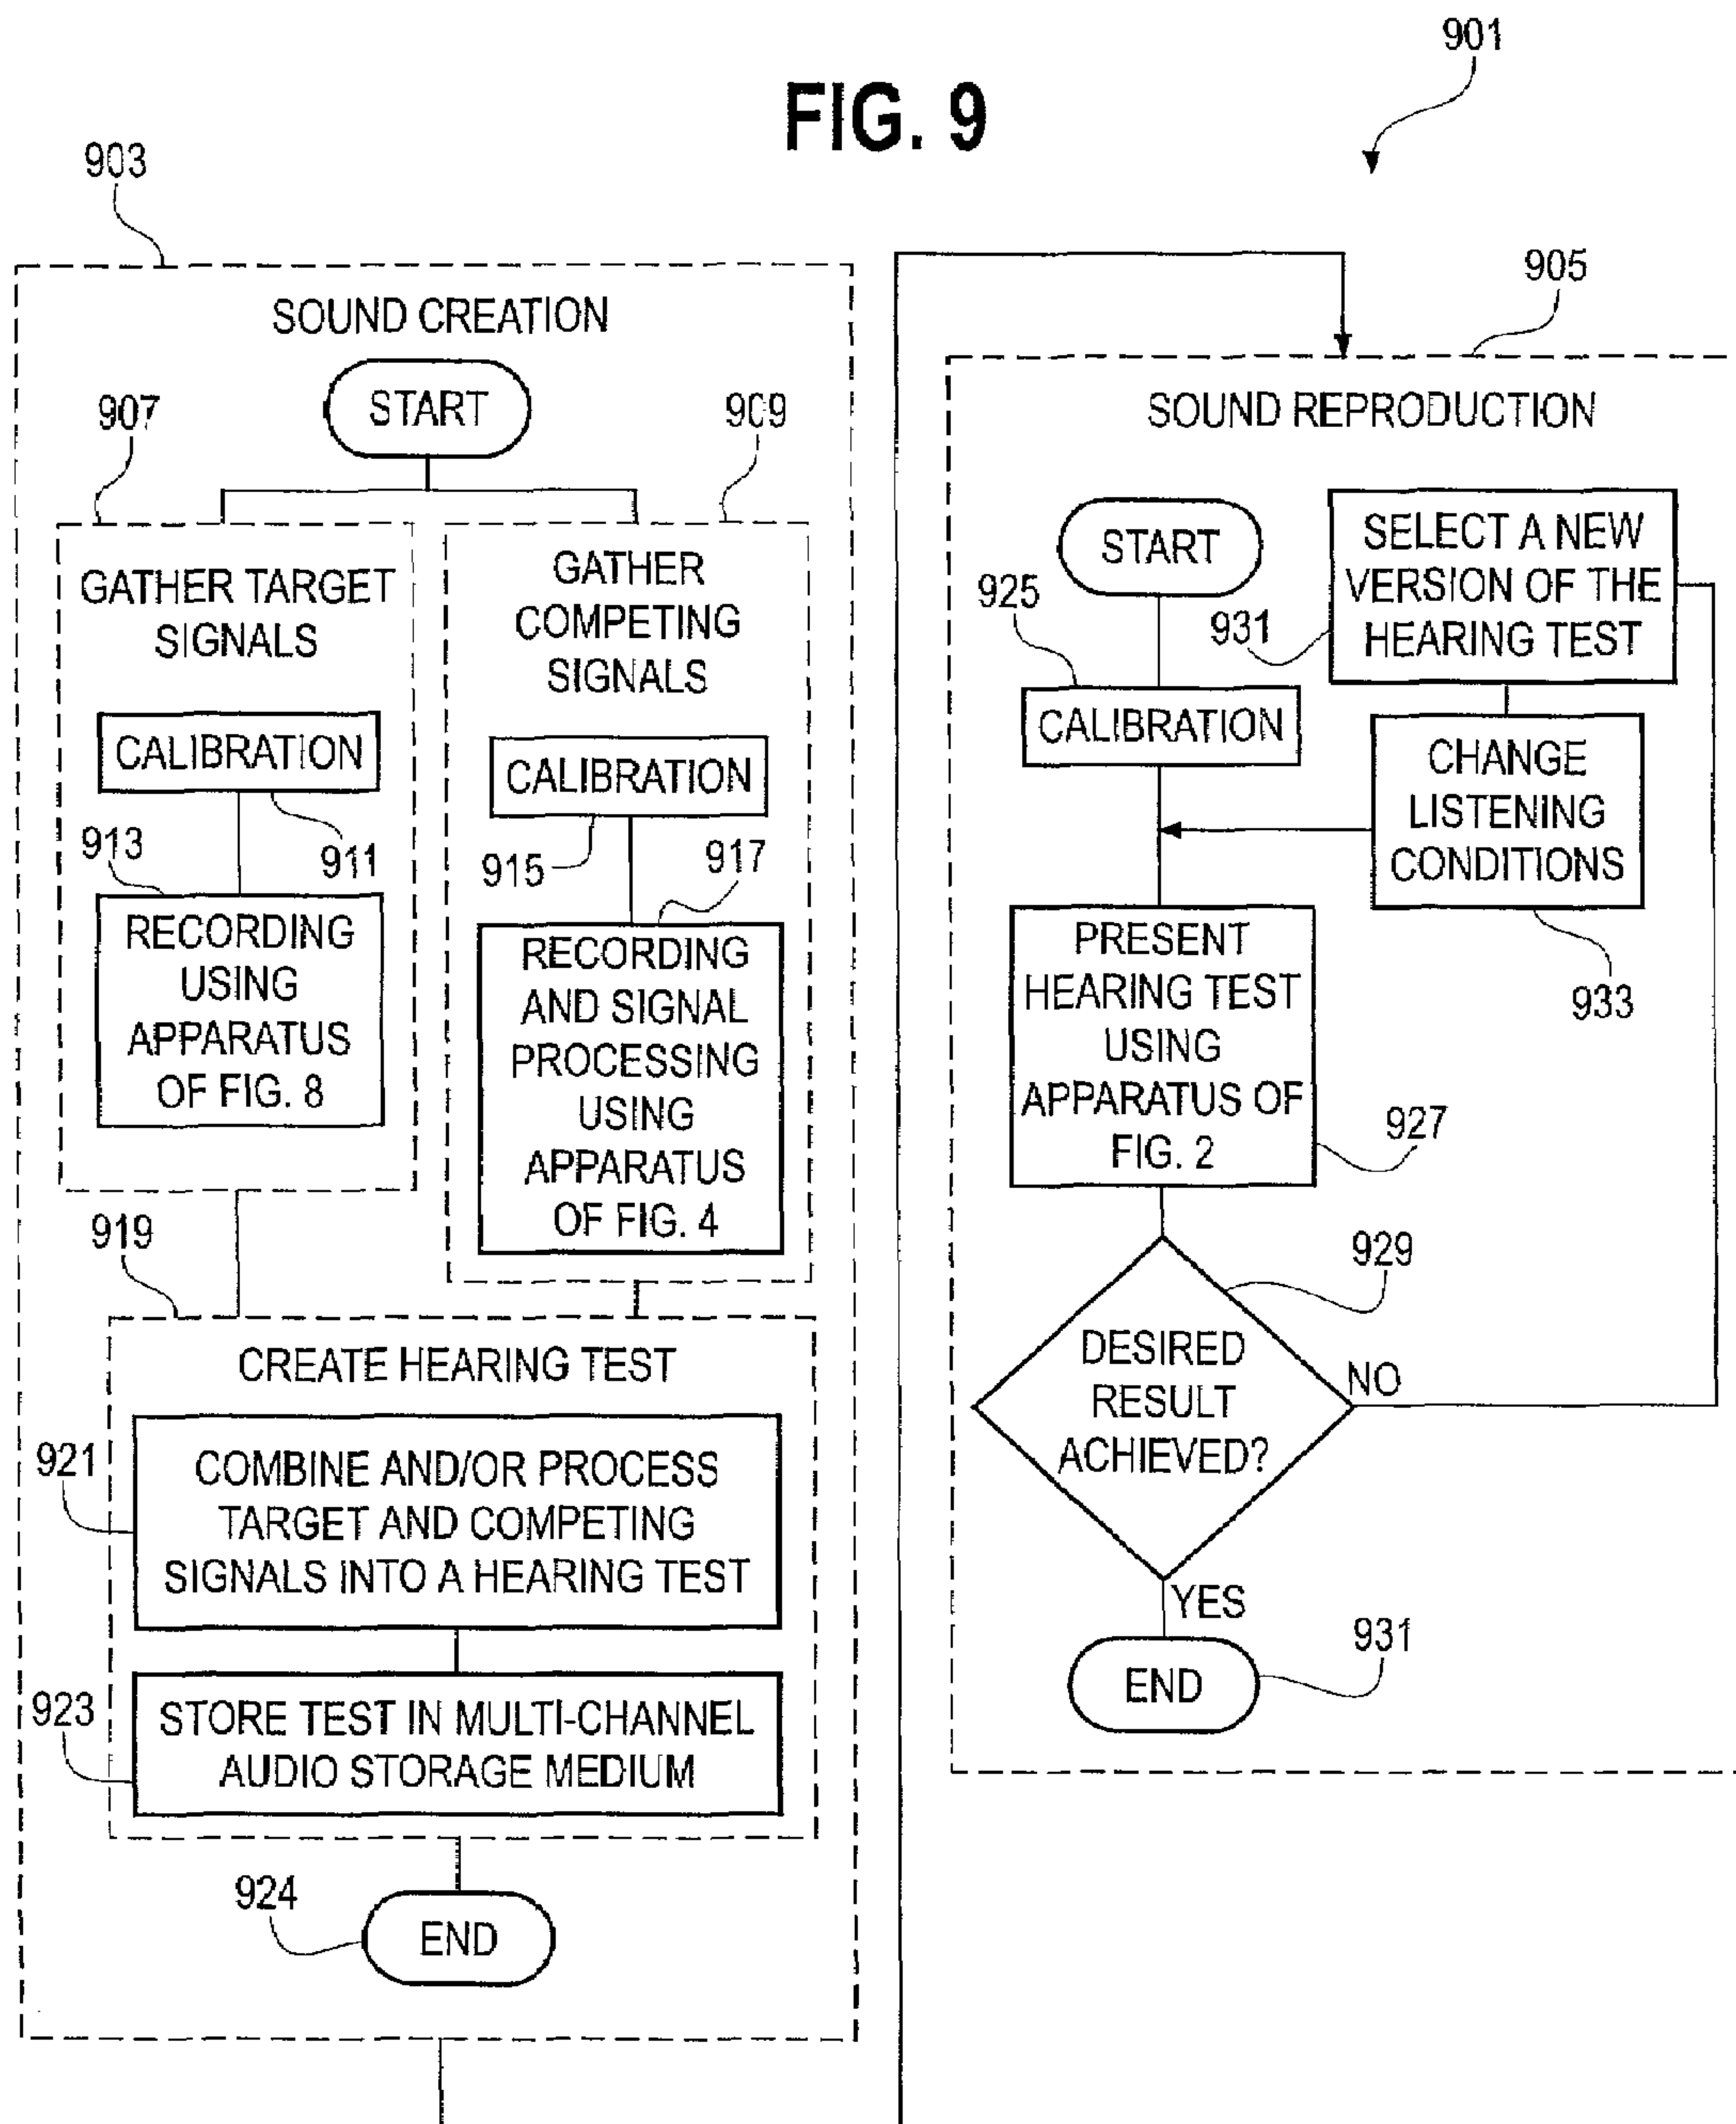 901
FIG. 9
903
SOUND CREATION
START
907
909
GATHER TARGET
SIGNALS
CALIBRATION
911
913
RECORDING
USING
APPARATUS
OF FIG. 8
GATHER
COMPETING
SIGNALS
CALIBRATION
915
917
RECORDING
AND SIGNAL
PROCESSING
USING
APPARATUS
OF FIG. 4
919
CREATE HEARING TEST
921
COMBINE AND/OR PROCESS
TARGET AND COMPETING
SIGNALS INTO A HEARING TEST
923
STORE TEST IN MULTI-CHANNEL
AUDIO STORAGE MEDIUM
924
END
905
SOUND REPRODUCTION
START
925
CALIBRATION
931
SELECT A NEW
VERSION OF THE
HEARING TEST
CHANGE
LISTENING
CONDITIONS
933
PRESENT
HEARING TEST
USING
APPARATUS OF
FIG. 2
927
929
DESIRED
RESULT
ACHIEVED?
NO
YES
931
END